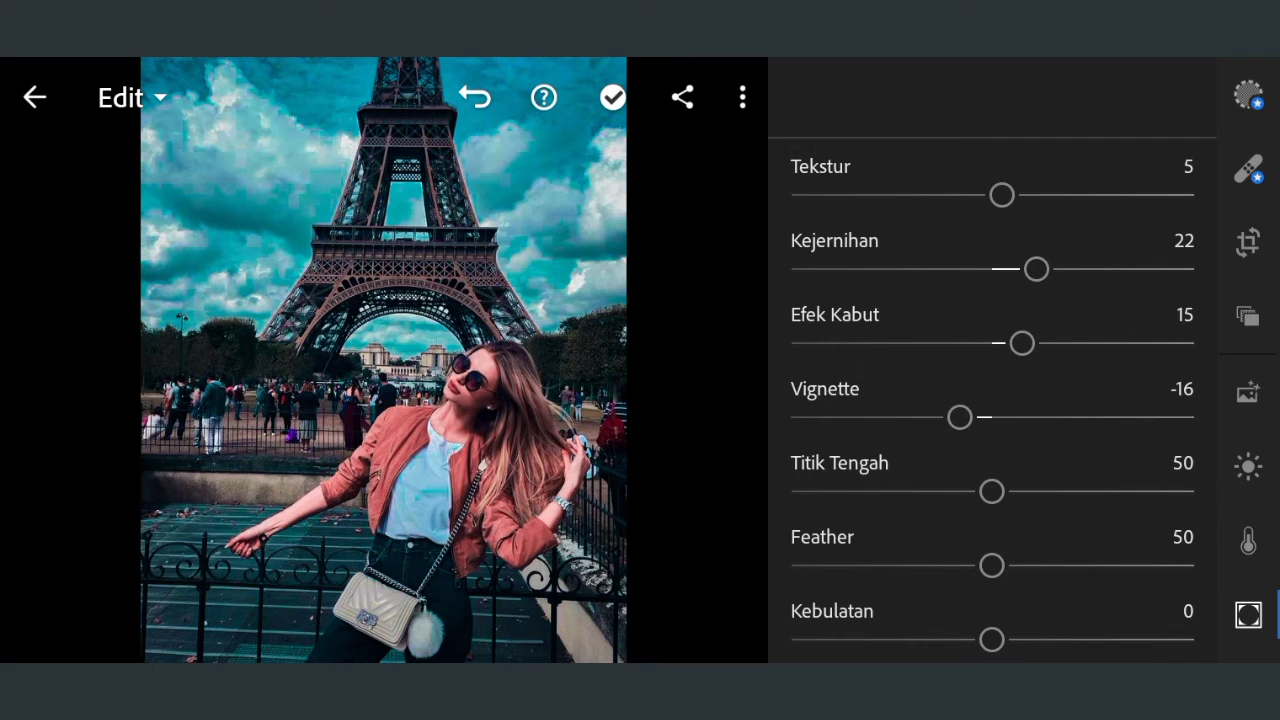 Edit
Tekstur 5
Kejernihan 22
Efek Kabut 15
Vignette -16
Titik Tengah 50
Feather 50
Kebulatan 0